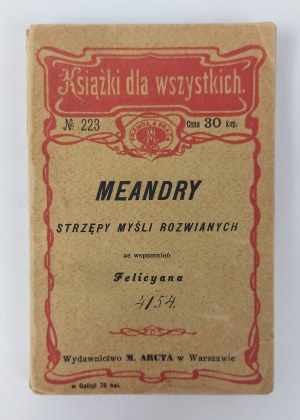 Książki dla wszystkich.
№ 223
Cena 30 kop.
MEANDRY
STRZĘPY MYŚLI ROZWIANYCH
ze wspomnień
Felicyana
4154.
Wydawnictwo M. ARCTA w Warszawie
w Galicji 78 hal.